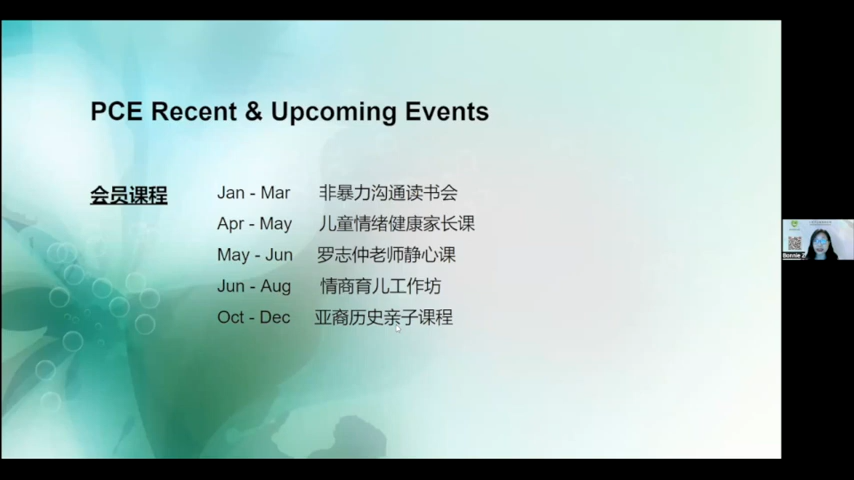 PCE Recent & Upcoming Events
会员课程 Jan - Mar 非暴力沟通读书会
Apr - May 儿童情绪健康家长课
May - Jun 罗志仲老师静心课
Jun - Aug 情商育儿工作坊
Oct - Dec 亚裔历史亲子课程
Bonnie Z